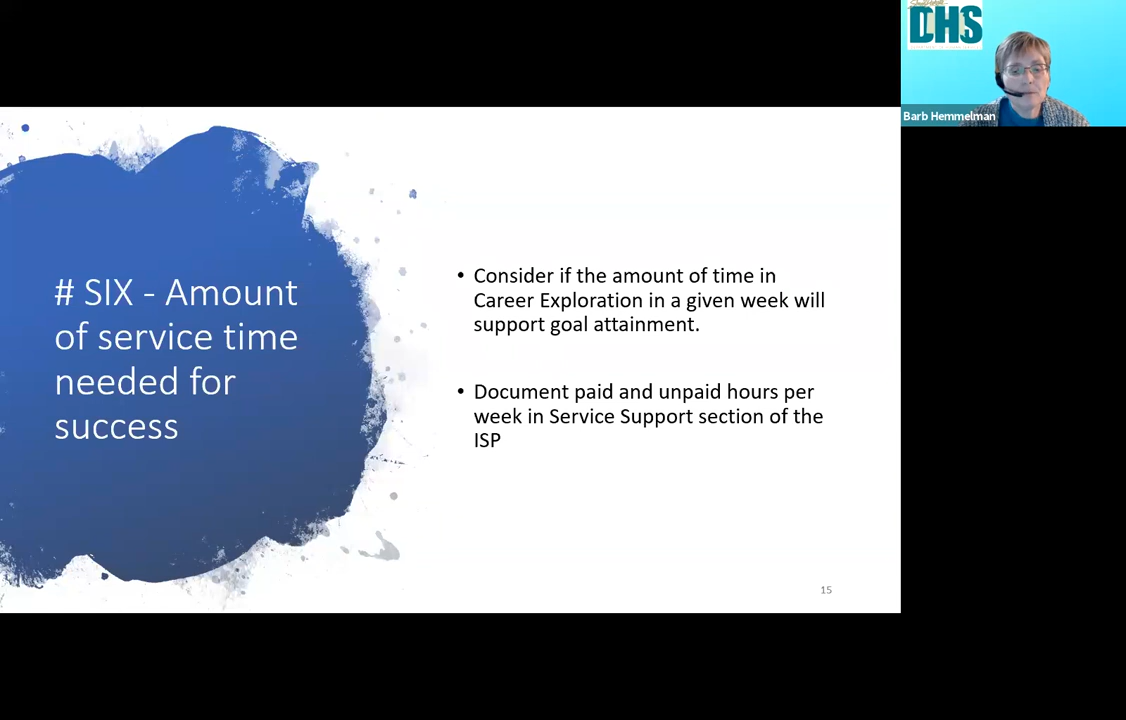 DHS
Barb Hemmelman
# SIX - Amount
of service time
needed for
success
• Consider if the amount of time in
Career Exploration in a given week will
support goal attainment.
• Document paid and unpaid hours per
week in Service Support section of the
ISP
15